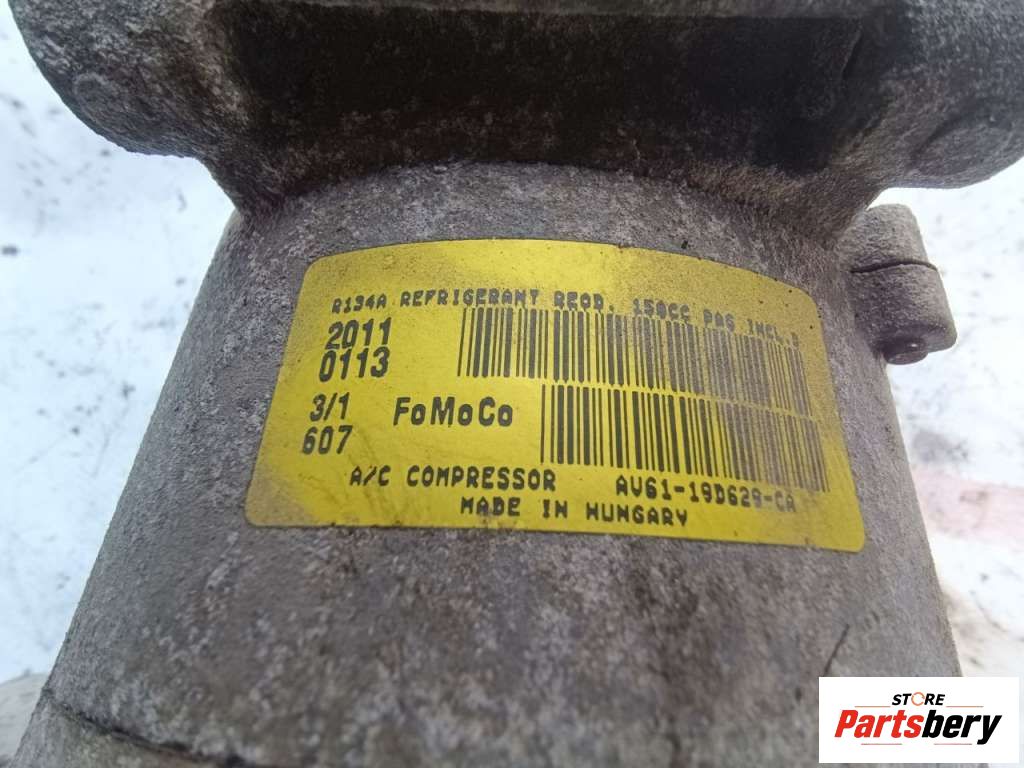 R134A REFRIGERANT REQD. 150CC PAG INCL.
2011
0113
3/1
607
FoMoCo
A/C COMPRESSOR AV61-19D629-CA
MADE IN HUNGARY
STORE
Partsbery